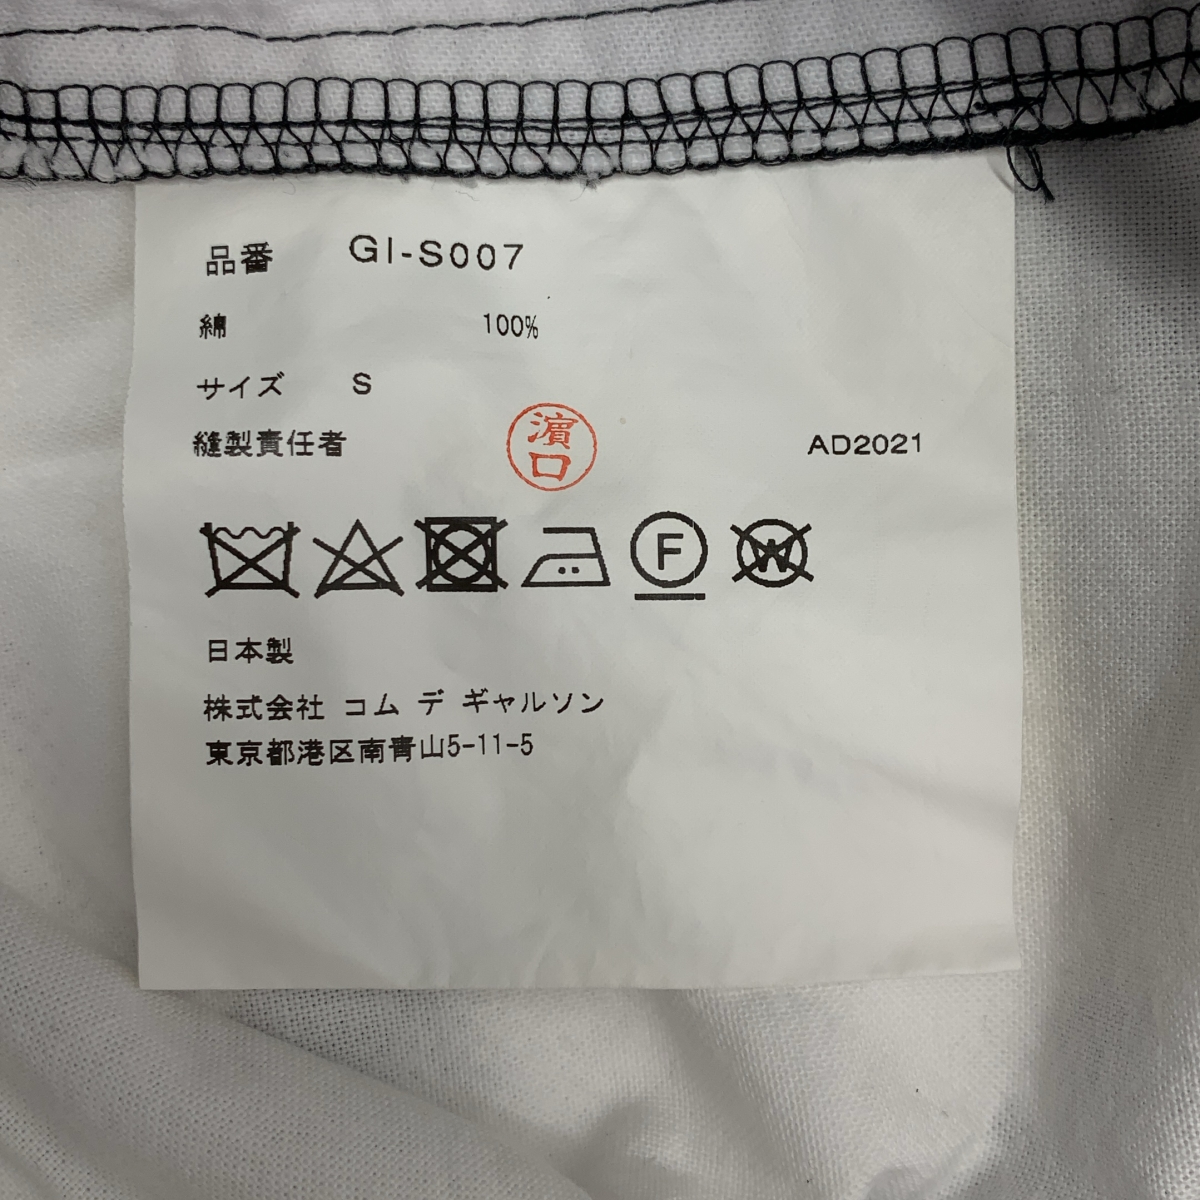 品番 GI-S007
綿 100%
サイズ S
縫製責任者 濵口 AD2021
F W
日本製
株式会社 コム デ ギャルソン
東京都港区南青山5-11-5